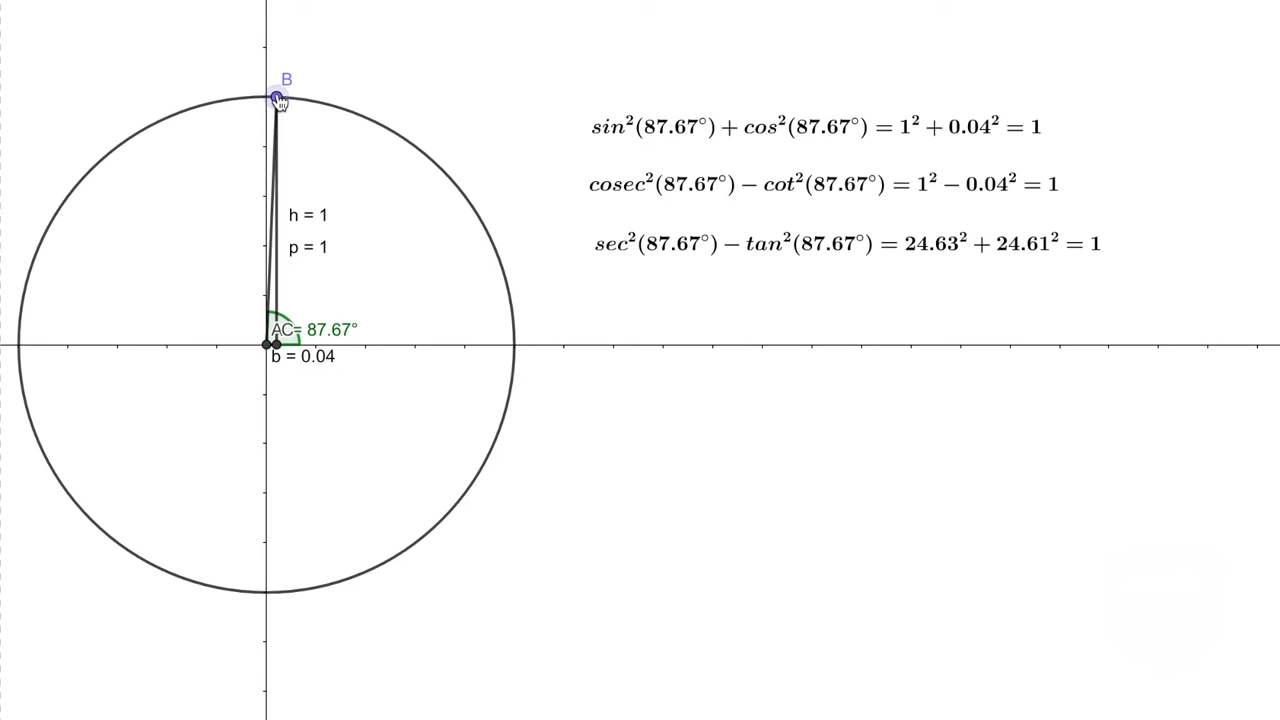 B
sin²(87.67°) + cos²(87.67°) = 1² + 0.04² = 1
cosec²(87.67°) − cot²(87.67°) = 1² − 0.04² = 1
h = 1
sec²(87.67°) − tan²(87.67°) = 24.63² + 24.61² = 1
p = 1
AC= 87.67°
b = 0.04